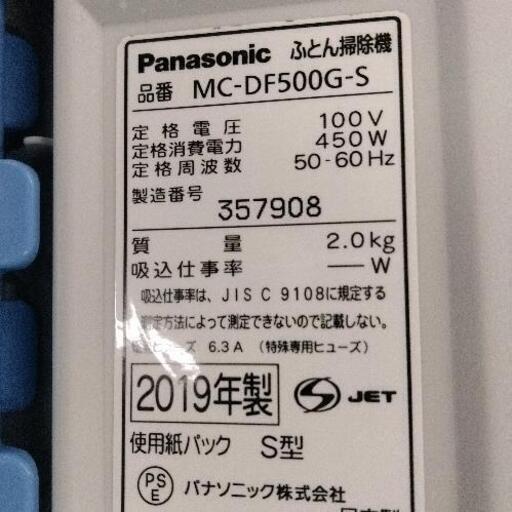 Panasonic ふとん掃除機
品番 MC-DF500G-S
定格電圧 100V
定格消費電力 450W
定格周波数 50-60Hz
製造番号 357908
質量 2.0kg
吸込仕事率 ──W
吸込仕事率は、JIS C 9108に規定する
測定方法によって測定できないので記載しない。
ヒューズ 6.3A (特殊専用ヒューズ)
2019年製 S JET
使用紙パック S型
PSE パナソニック株式会社